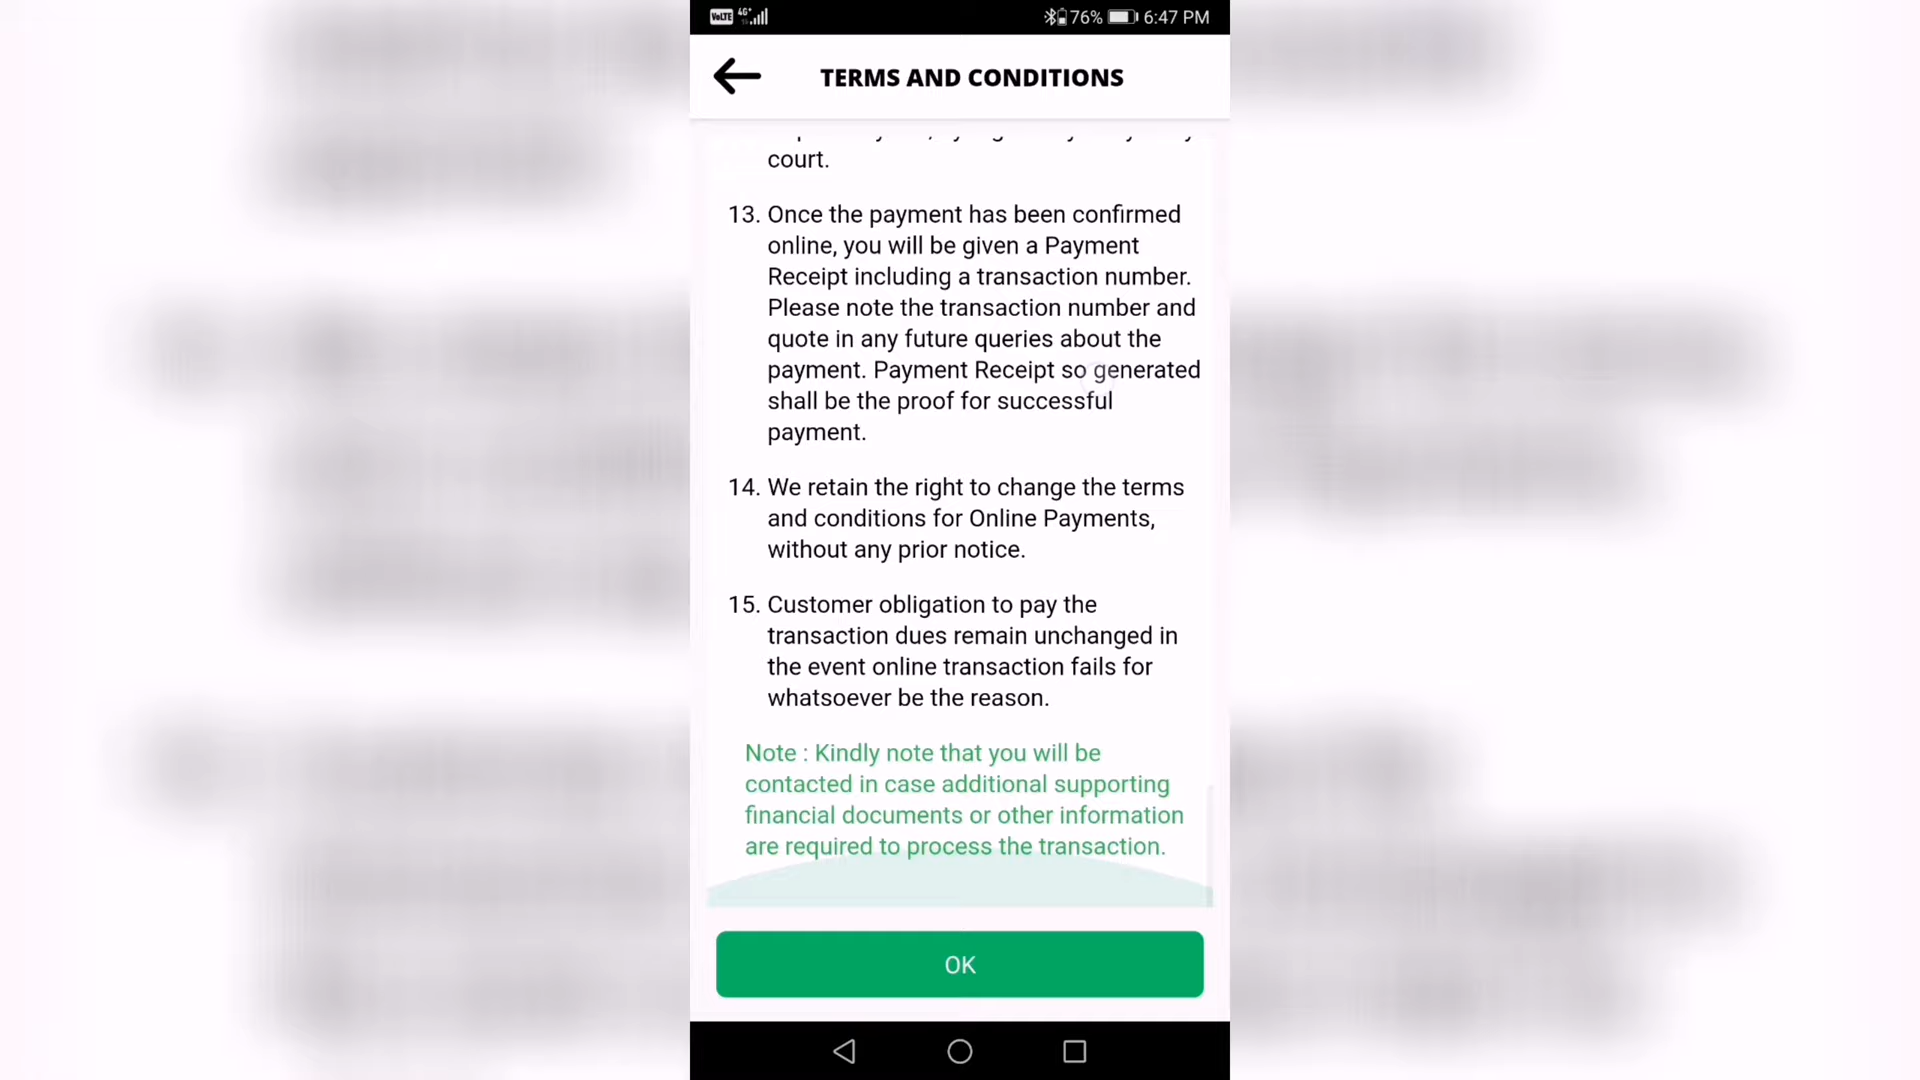 VoLTE 4G+ 76% 6:47 PM
TERMS AND CONDITIONS
court.
13. Once the payment has been confirmed
online, you will be given a Payment
Receipt including a transaction number.
Please note the transaction number and
quote in any future queries about the
payment. Payment Receipt so generated
shall be the proof for successful
payment.
14. We retain the right to change the terms
and conditions for Online Payments,
without any prior notice.
15. Customer obligation to pay the
transaction dues remain unchanged in
the event online transaction fails for
whatsoever be the reason.
Note : Kindly note that you will be
contacted in case additional supporting
financial documents or other information
are required to process the transaction.
OK